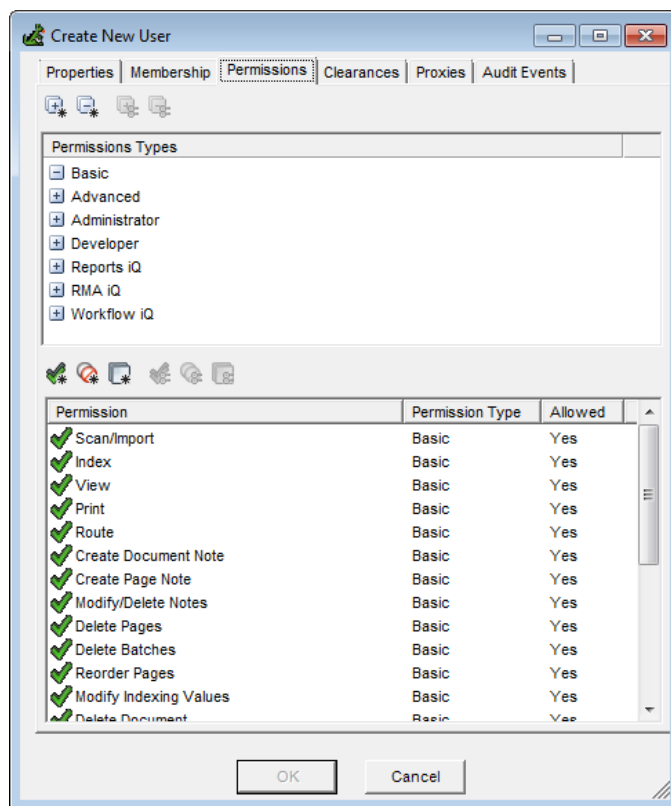 Create New User
Properties Membership Permissions Clearances Proxies Audit Events
Permissions Types
Basic
Advanced
Administrator
Developer
Reports iQ
RMA iQ
Workflow iQ
Permission Permission Type Allowed
Scan/Import Basic Yes
Index Basic Yes
View Basic Yes
Print Basic Yes
Route Basic Yes
Create Document Note Basic Yes
Create Page Note Basic Yes
Modify/Delete Notes Basic Yes
Delete Pages Basic Yes
Delete Batches Basic Yes
Reorder Pages Basic Yes
Modify Indexing Values Basic Yes
Delete Document Basic Yes
OK Cancel